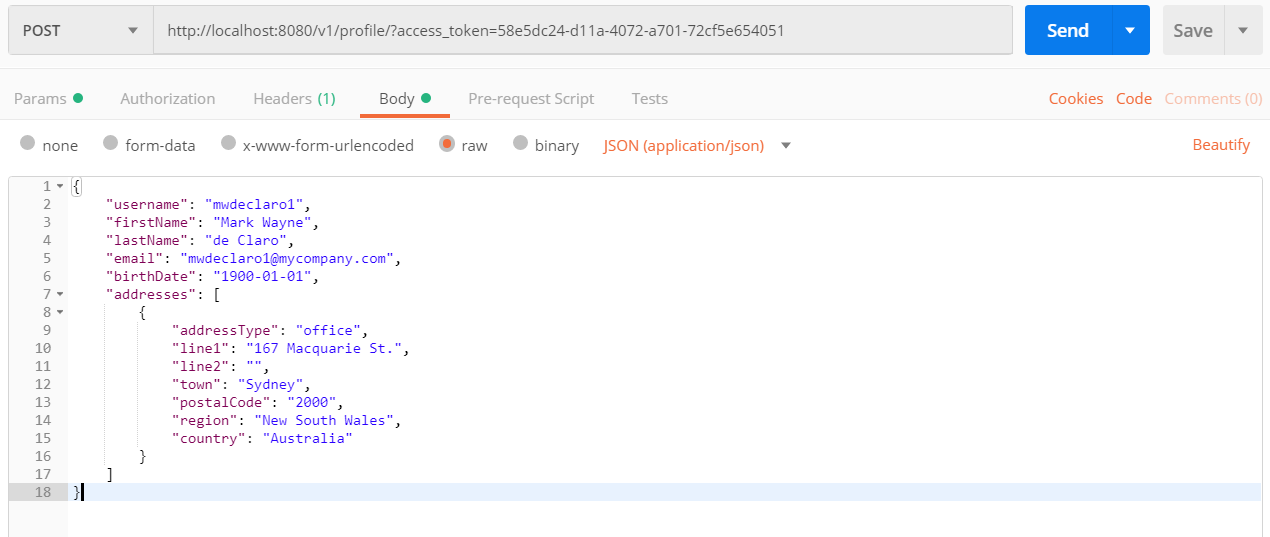 POST http://localhost:8080/v1/profile/?access_token=58e5dc24-d11a-4072-a701-72cf5e654051 Send Save
Params Authorization Headers (1) Body Pre-request Script Tests Cookies Code Comments (0)
none form-data x-www-form-urlencoded raw binary JSON (application/json) Beautify
1 {
2 "username": "mwdeclaro1",
3 "firstName": "Mark Wayne",
4 "lastName": "de Claro",
5 "email": "mwdeclaro1@mycompany.com",
6 "birthDate": "1900-01-01",
7 "addresses": [
8 {
9 "addressType": "office",
10 "line1": "167 Macquarie St.",
11 "line2": "",
12 "town": "Sydney",
13 "postalCode": "2000",
14 "region": "New South Wales",
15 "country": "Australia"
16 }
17 ]
18 }